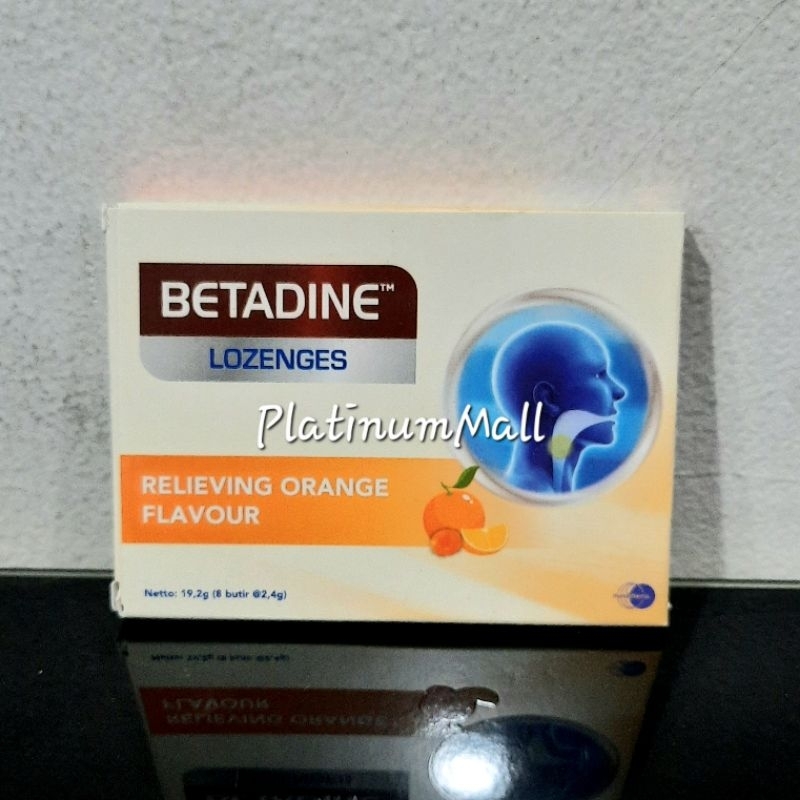 BETADINE™
LOZENGES
PlatinumMall
RELIEVING ORANGE
FLAVOUR
Netto: 19,2g (8 butir @2,4g)